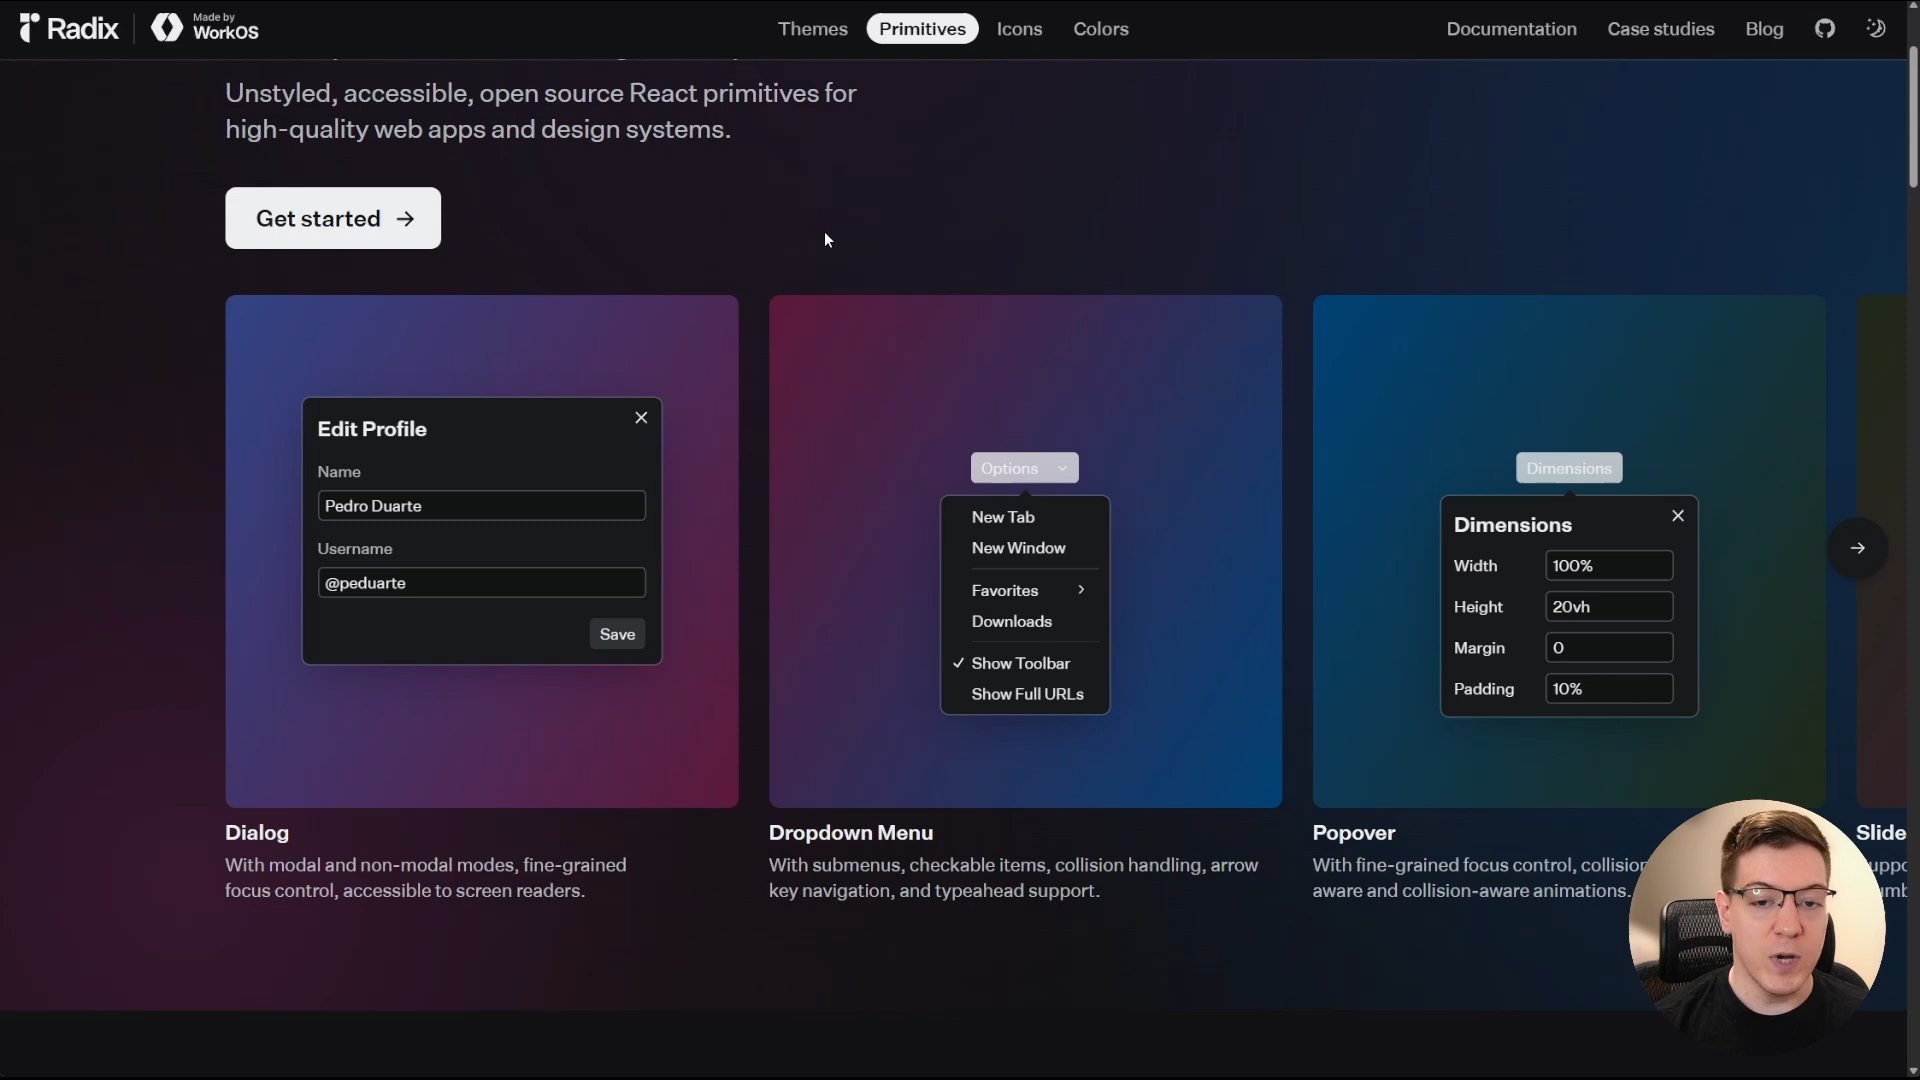 Radix
Made by
WorkOS
Themes
Primitives
Icons
Colors
Documentation
Case studies
Blog
Unstyled, accessible, open source React primitives for
high-quality web apps and design systems.
Get started
Edit Profile
Name
Pedro Duarte
Username
@peduarte
Save
Options
New Tab
New Window
Favorites
Downloads
Show Toolbar
Show Full URLs
Dimensions
Dimensions
Width
100%
Height
20vh
Margin
0
Padding
10%
Dialog
With modal and non-modal modes, fine-grained
focus control, accessible to screen readers.
Dropdown Menu
With submenus, checkable items, collision handling, arrow
key navigation, and typeahead support.
Popover
With fine-grained focus control, collision
aware and collision-aware animations.
Slide